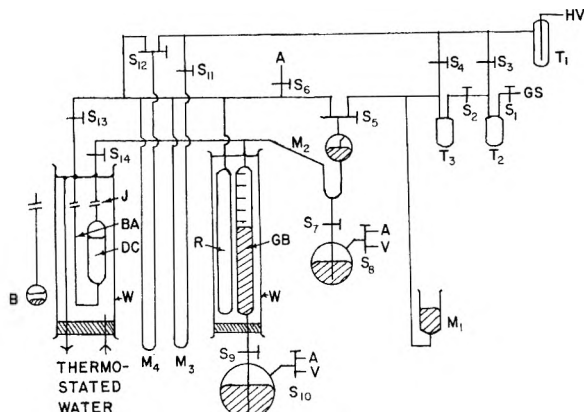 HV
S12
S11
A
S6
S4
S3
T1
S13
S5
S2
S1
GS
S14
M2
T3
T2
J
BA
DC
R
GB
S7
A
V
S8
B
W
W
M1
M4
M3
S9
A
V
S10
THERMO-
STATED
WATER